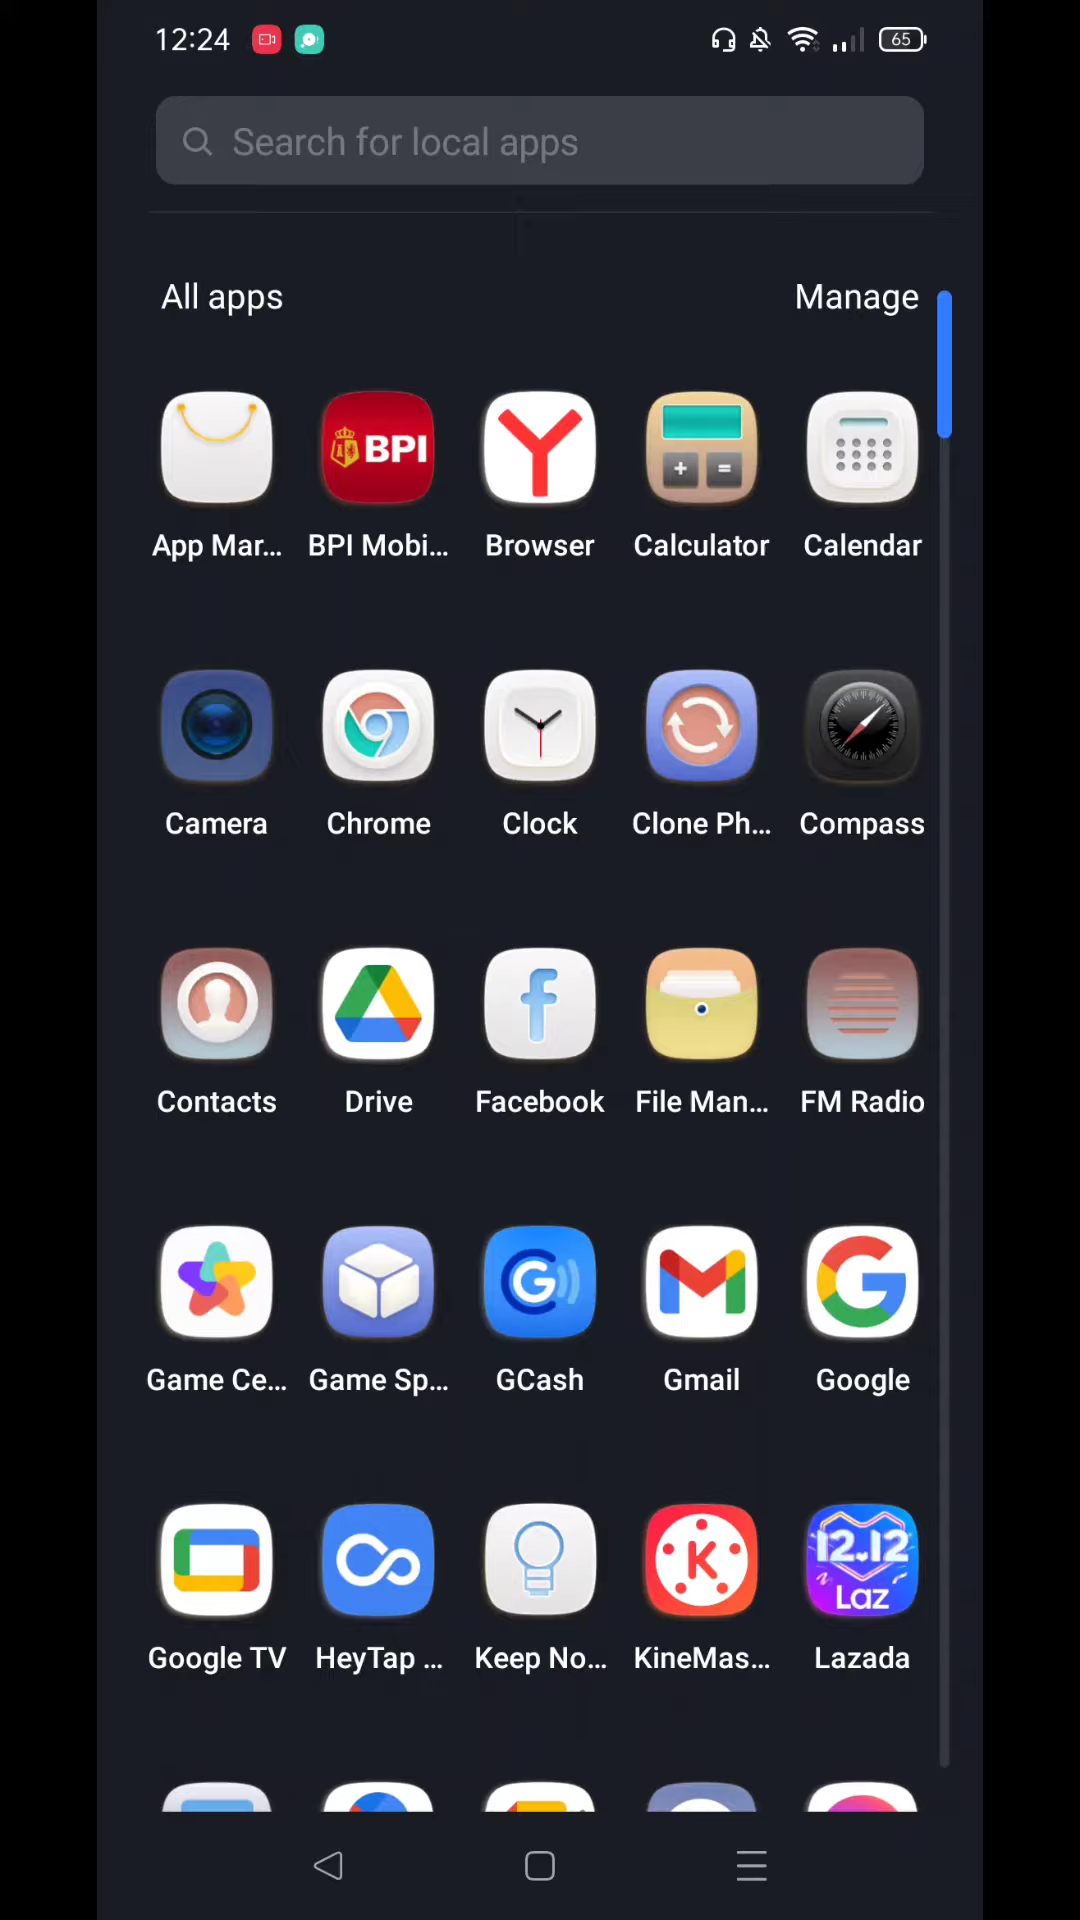 12:24
65
Search for local apps
All apps
Manage
BPI
App Mar...
BPI Mobi...
Browser
Calculator
Calendar
Camera
Chrome
Clock
Clone Ph...
Compass
Contacts
Drive
Facebook
File Man...
FM Radio
Game Ce...
Game Sp...
GCash
Gmail
Google
12.12
Laz
Google TV
HeyTap ...
Keep No...
KineMas...
Lazada